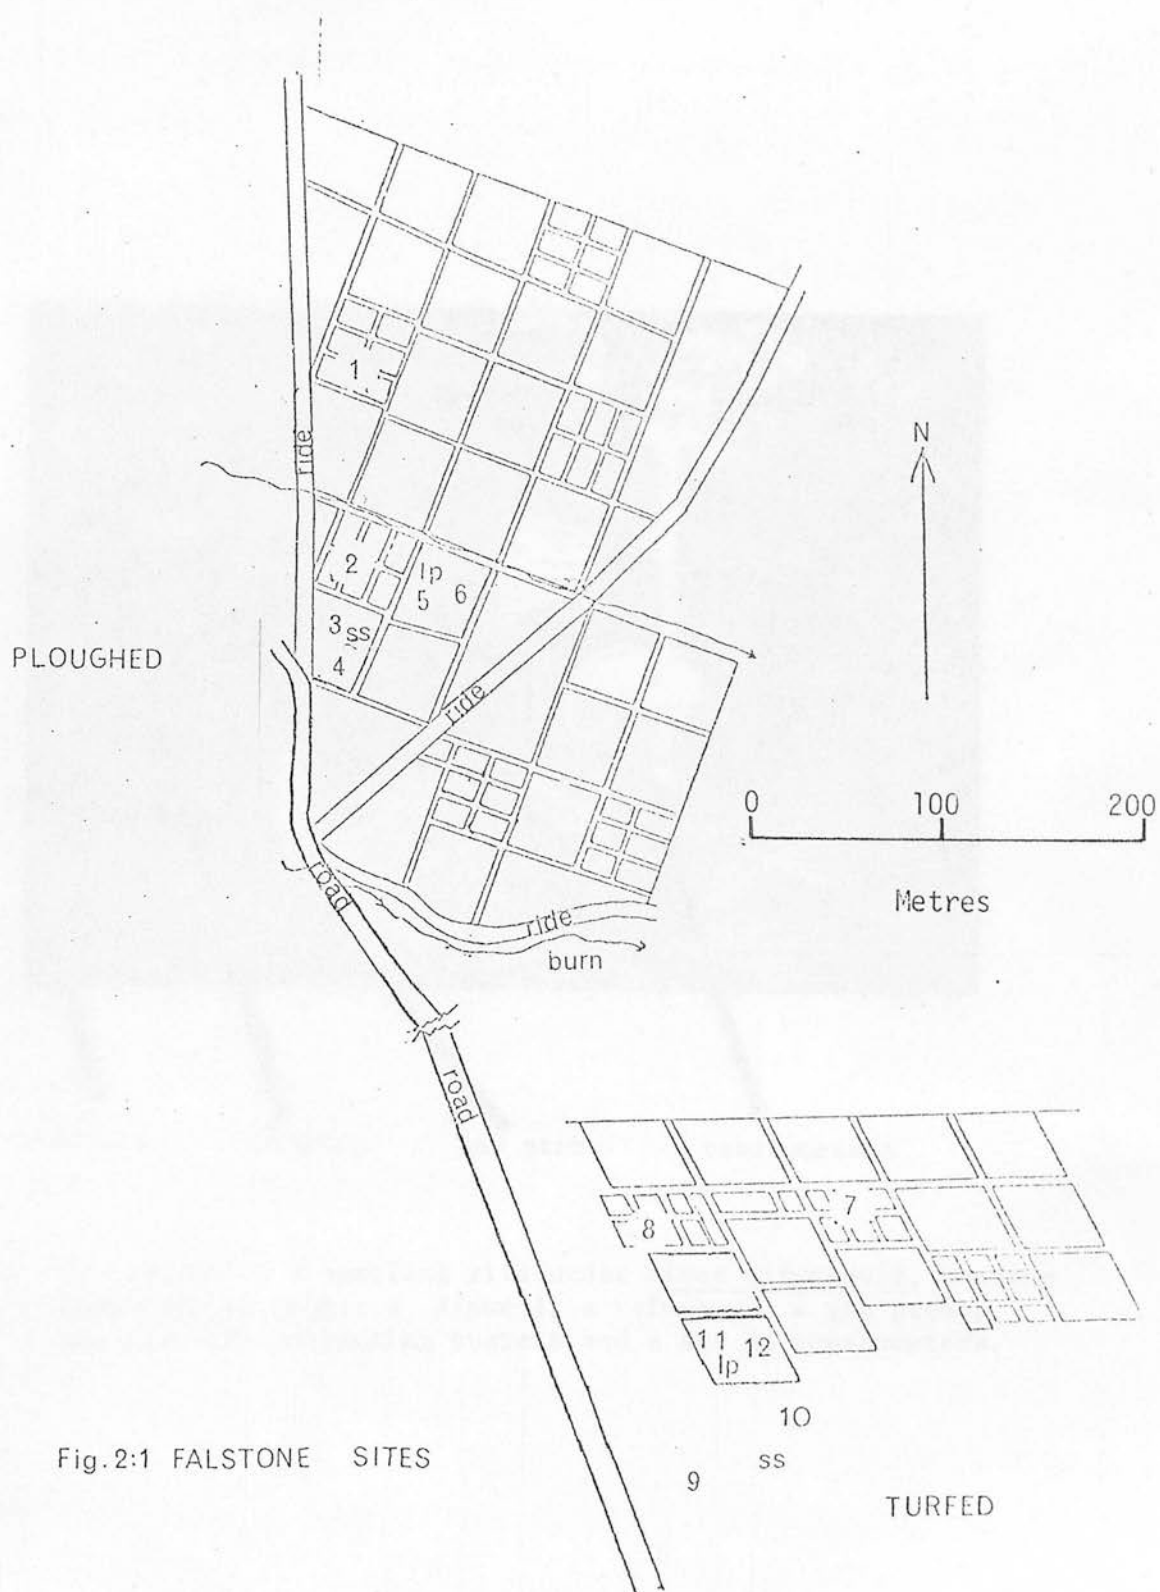 1
N
ride
2
lp
5
6
3
ss
4
PLOUGHED
ride
0 100 200
Metres
road
ride
burn
road
7
8
11 12
lp
10
ss
9
Fig.2:1 FALSTONE SITES
TURFED